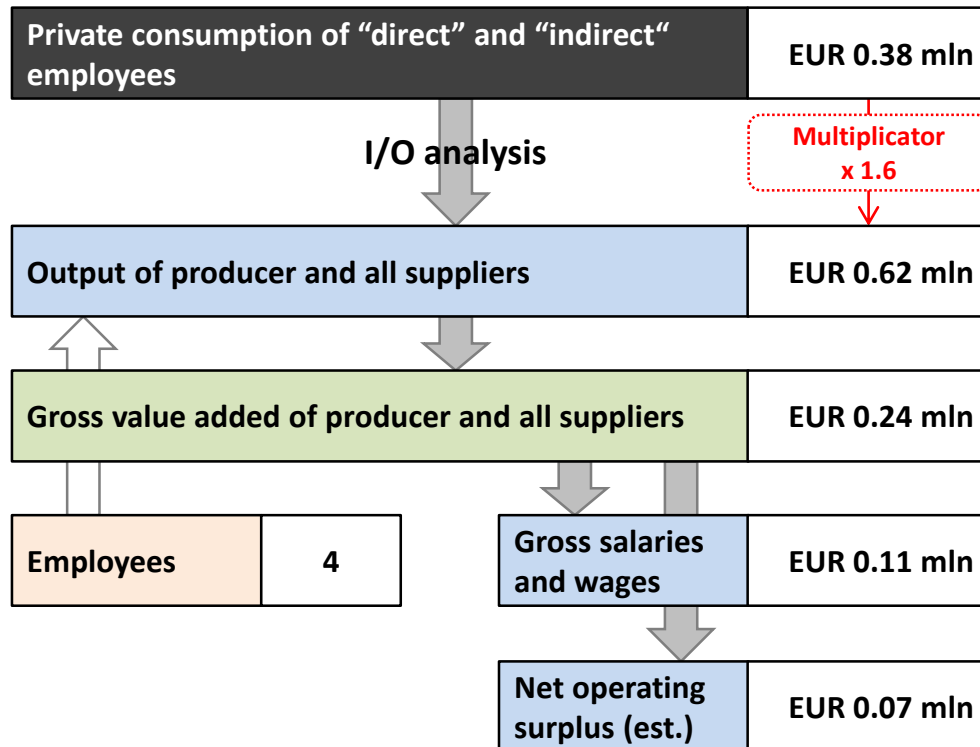 Private consumption of “direct” and “indirect“
employees
EUR 0.38 mln
I/O analysis
Multiplicator
x 1.6
Output of producer and all suppliers
EUR 0.62 mln
Gross value added of producer and all suppliers
EUR 0.24 mln
Employees
4
Gross salaries
and wages
EUR 0.11 mln
Net operating
surplus (est.)
EUR 0.07 mln